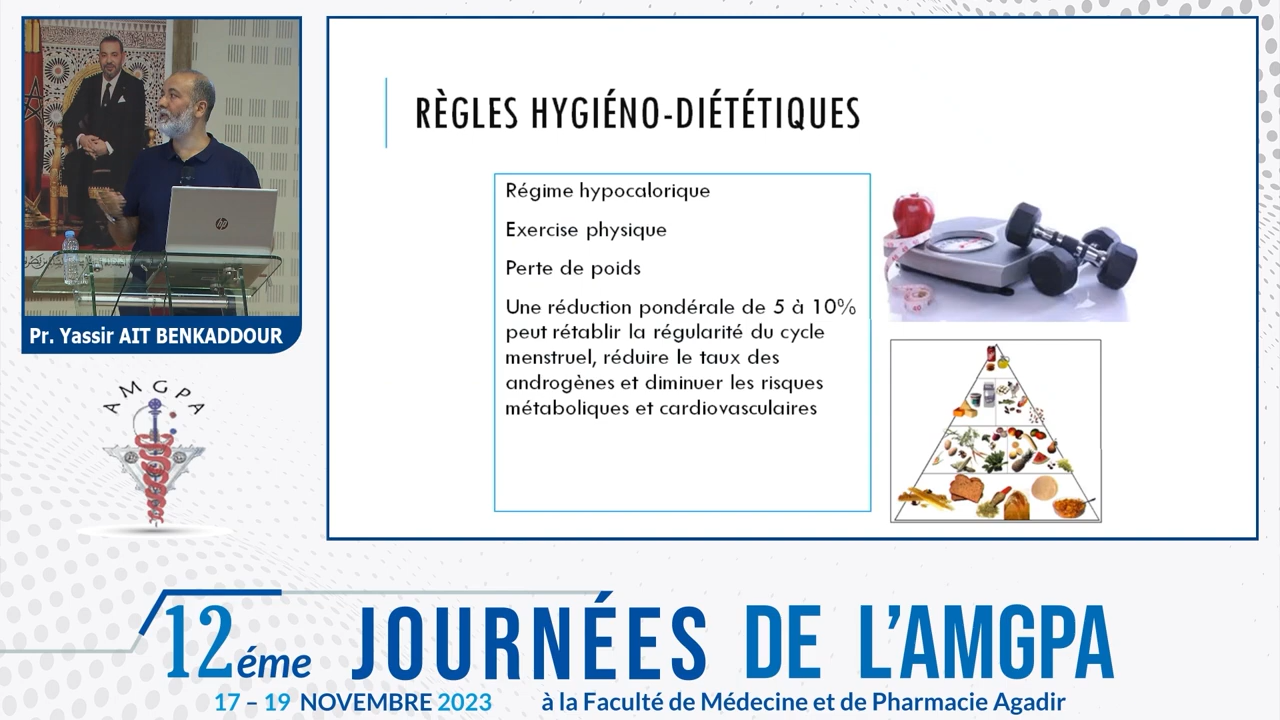 Pr. Yassir AIT BENKADDOUR
AMGPA
hp
RÈGLES HYGIÉNO-DIÉTÉTIQUES
Régime hypocalorique
Exercise physique
Perte de poids
Une réduction pondérale de 5 à 10%
peut rétablir la régularité du cycle
menstruel, réduire le taux des
androgènes et diminuer les risques
métaboliques et cardiovasculaires
12éme JOURNÉES DE L'AMGPA
17 – 19 NOVEMBRE 2023 à la Faculté de Médecine et de Pharmacie Agadir